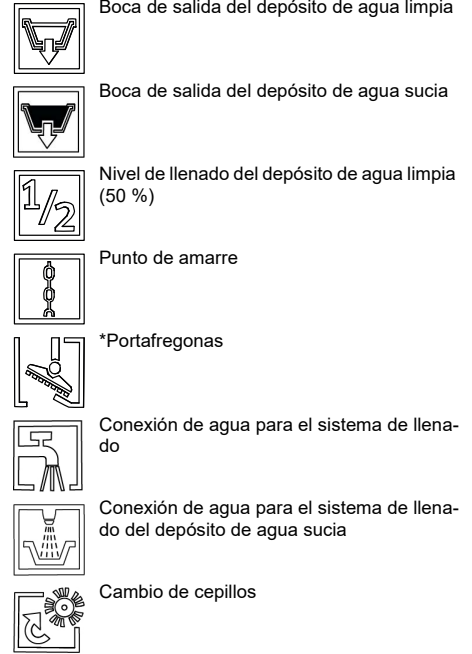 Boca de salida del depósito de agua limpia
Boca de salida del depósito de agua sucia
1/2
Nivel de llenado del depósito de agua limpia
(50 %)
Punto de amarre
*Portafregonas
Conexión de agua para el sistema de llena-
do
Conexión de agua para el sistema de llena-
do del depósito de agua sucia
Cambio de cepillos